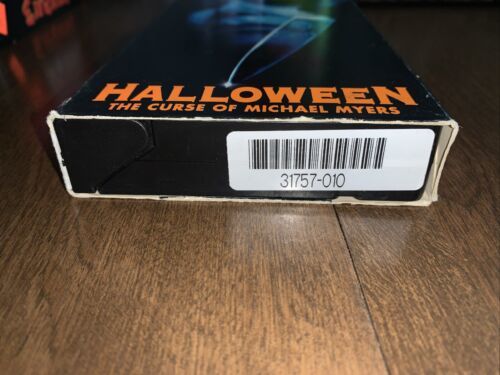 HALLOWEEN
THE CURSE OF MICHAEL MYERS
31757-010